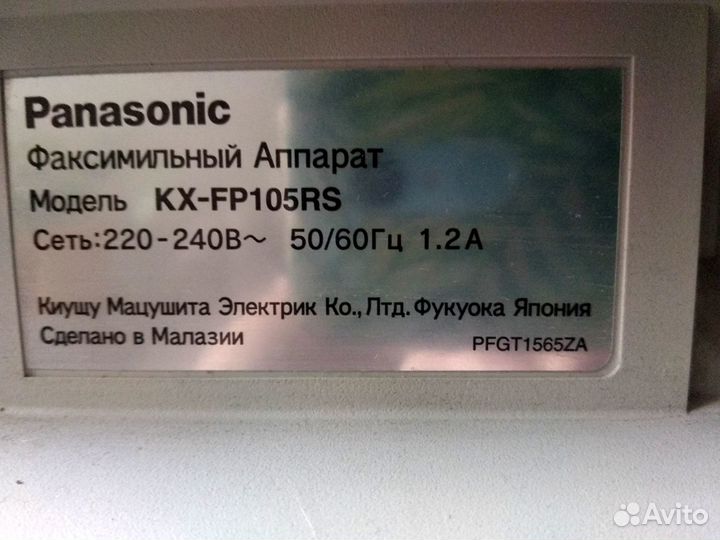 Panasonic
Факсимильный Аппарат
Модель KX-FP105RS
Сеть:220-240В~ 50/60Гц 1.2А
Киущу Мацушита Электрик Ко.,Лтд. Фукуока Япония
Сделано в Малазии PFGT1565ZA
Avito